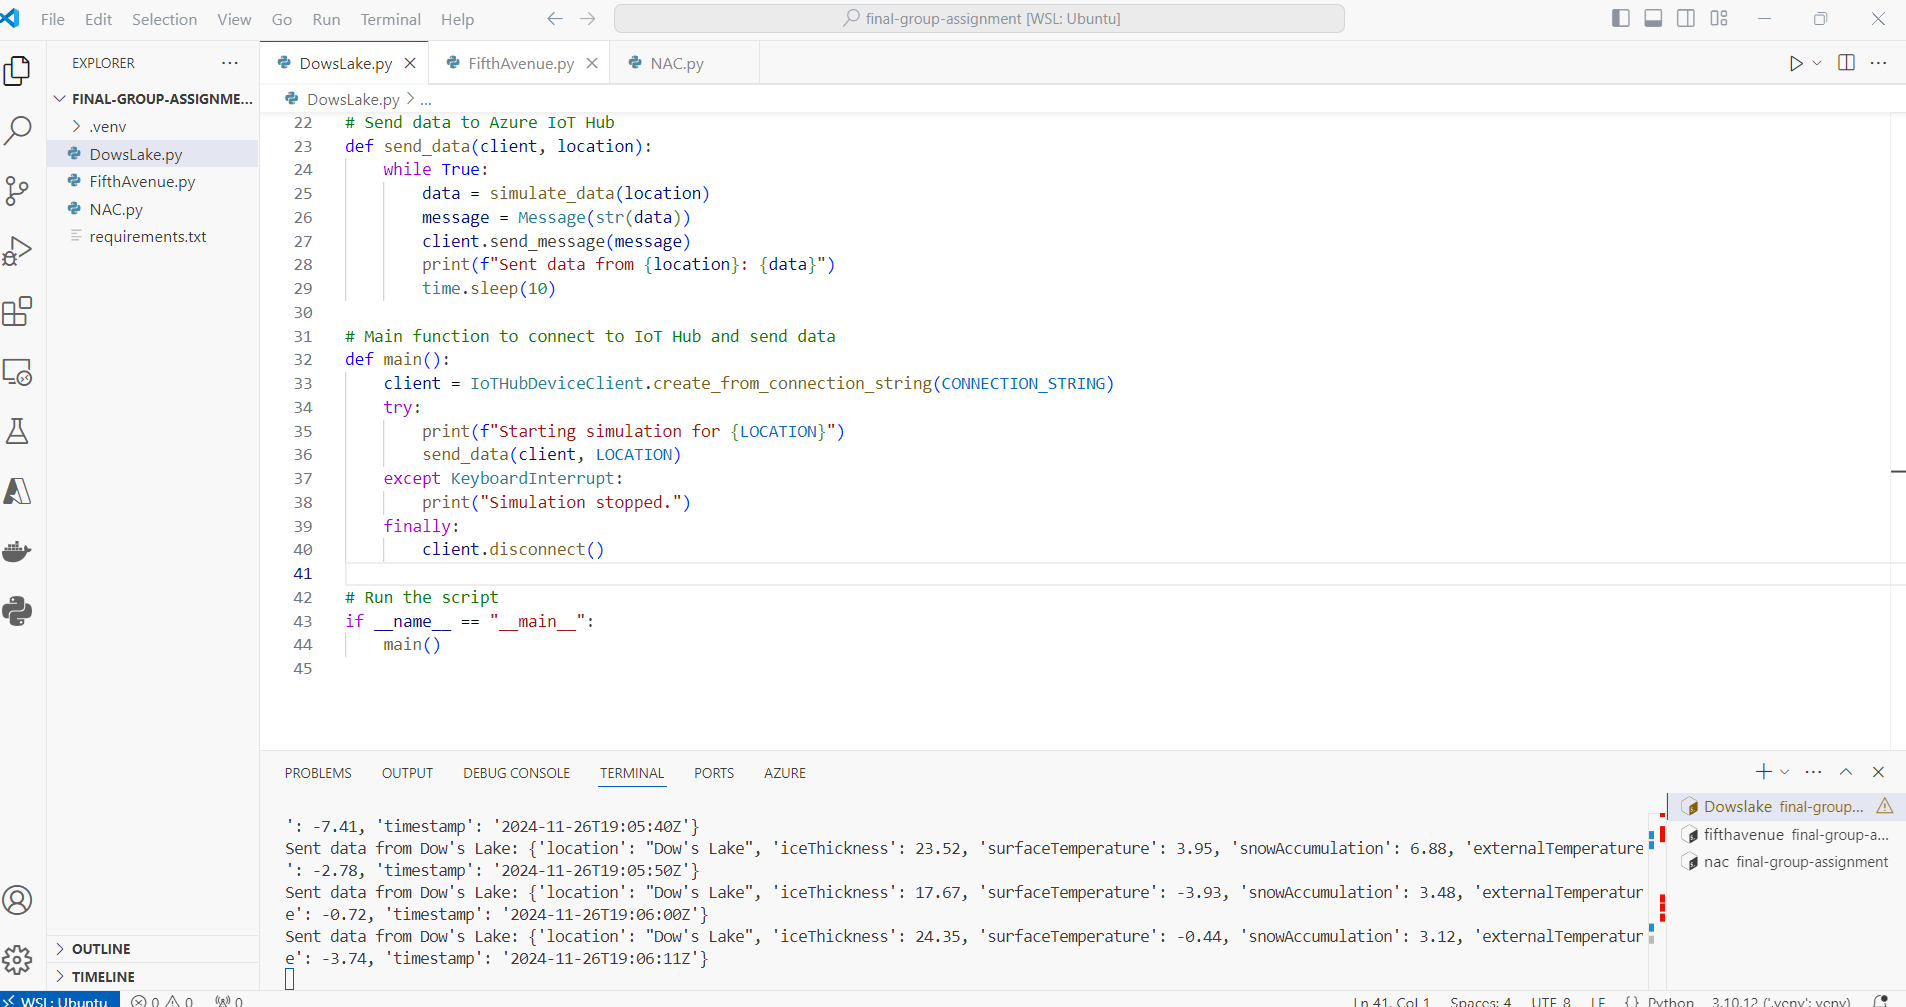 File Edit Selection View Go Run Terminal Help
final-group-assignment [WSL: Ubuntu]
EXPLORER
FINAL-GROUP-ASSIGNME...
.venv
DowsLake.py
FifthAvenue.py
NAC.py
requirements.txt
OUTLINE
TIMELINE
DowsLake.py FifthAvenue.py NAC.py
DowsLake.py > ...
22 # Send data to Azure IoT Hub
23 def send_data(client, location):
24 while True:
25 data = simulate_data(location)
26 message = Message(str(data))
27 client.send_message(message)
28 print(f"Sent data from {location}: {data}")
29 time.sleep(10)
30
31 # Main function to connect to IoT Hub and send data
32 def main():
33 client = IoTHubDeviceClient.create_from_connection_string(CONNECTION_STRING)
34 try:
35 print(f"Starting simulation for {LOCATION}")
36 send_data(client, LOCATION)
37 except KeyboardInterrupt:
38 print("Simulation stopped.")
39 finally:
40 client.disconnect()
41
42 # Run the script
43 if __name__ == "__main__":
44 main()
45
PROBLEMS OUTPUT DEBUG CONSOLE TERMINAL PORTS AZURE
': -7.41, 'timestamp': '2024-11-26T19:05:40Z'}
Sent data from Dow's Lake: {'location': "Dow's Lake", 'iceThickness': 23.52, 'surfaceTemperature': 3.95, 'snowAccumulation': 6.88, 'externalTemperature
': -2.78, 'timestamp': '2024-11-26T19:05:50Z'}
Sent data from Dow's Lake: {'location': "Dow's Lake", 'iceThickness': 17.67, 'surfaceTemperature': -3.93, 'snowAccumulation': 3.48, 'externalTemperatur
e': -0.72, 'timestamp': '2024-11-26T19:06:00Z'}
Sent data from Dow's Lake: {'location': "Dow's Lake", 'iceThickness': 24.35, 'surfaceTemperature': -0.44, 'snowAccumulation': 3.12, 'externalTemperatur
e': -3.74, 'timestamp': '2024-11-26T19:06:11Z'}
Dowslake final-group...
fifthavenue final-group-a...
nac final-group-assignment
WSL: Ubuntu 0 0 0 Ln 41, Col 1 Spaces: 4 UTF-8 LF {} Python 3.10.12 ('.venv': venv)